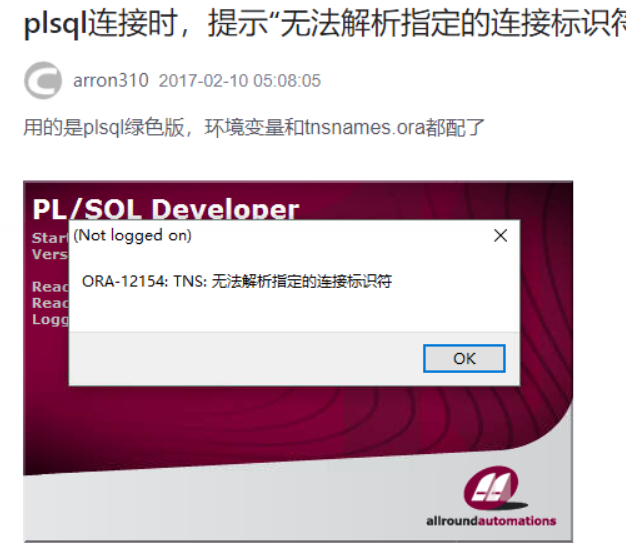 plsql连接时，提示“无法解析指定的连接标识符
arron310 2017-02-10 05:08:05
用的是plsql绿色版，环境变量和tnsnames.ora都配了
PL/SQL Developer
(Not logged on)
Star
Vers
ORA-12154: TNS: 无法解析指定的连接标识符
Read
Read
Logg
OK
allroundautomations